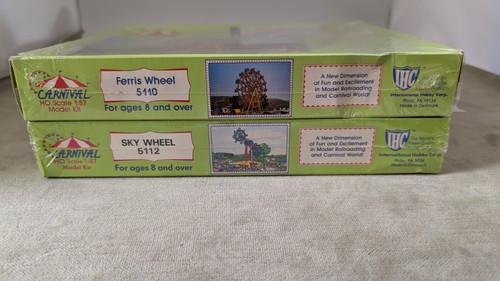 CARNIVAL
HO Scale 1:87
Model Kit
Ferris Wheel
5110
For ages 8 and over
A New Dimension
of Fun and Excitement
in Model Railroading
and Carnival World!
IHC
International Hobby Corp.
Phila., PA 19134
Made in Denmark
CARNIVAL
HO Scale 1:87
Model Kit
SKY WHEEL
5112
For ages 8 and over
A New Dimension
of Fun and Excitement
in Model Railroading
and Carnival World!
IHC
International Hobby Corp.